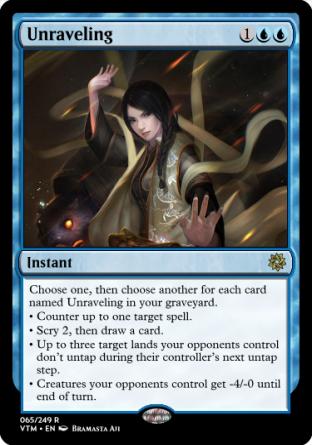 Unraveling 1
Instant
Choose one, then choose another for each card
named Unraveling in your graveyard.
• Counter up to one target spell.
• Scry 2, then draw a card.
• Up to three target lands your opponents control
don't untap during their controller's next untap
step.
• Creatures your opponents control get -4/-0 until
end of turn.
065/249 R
VTM • EN Bramasta Aji